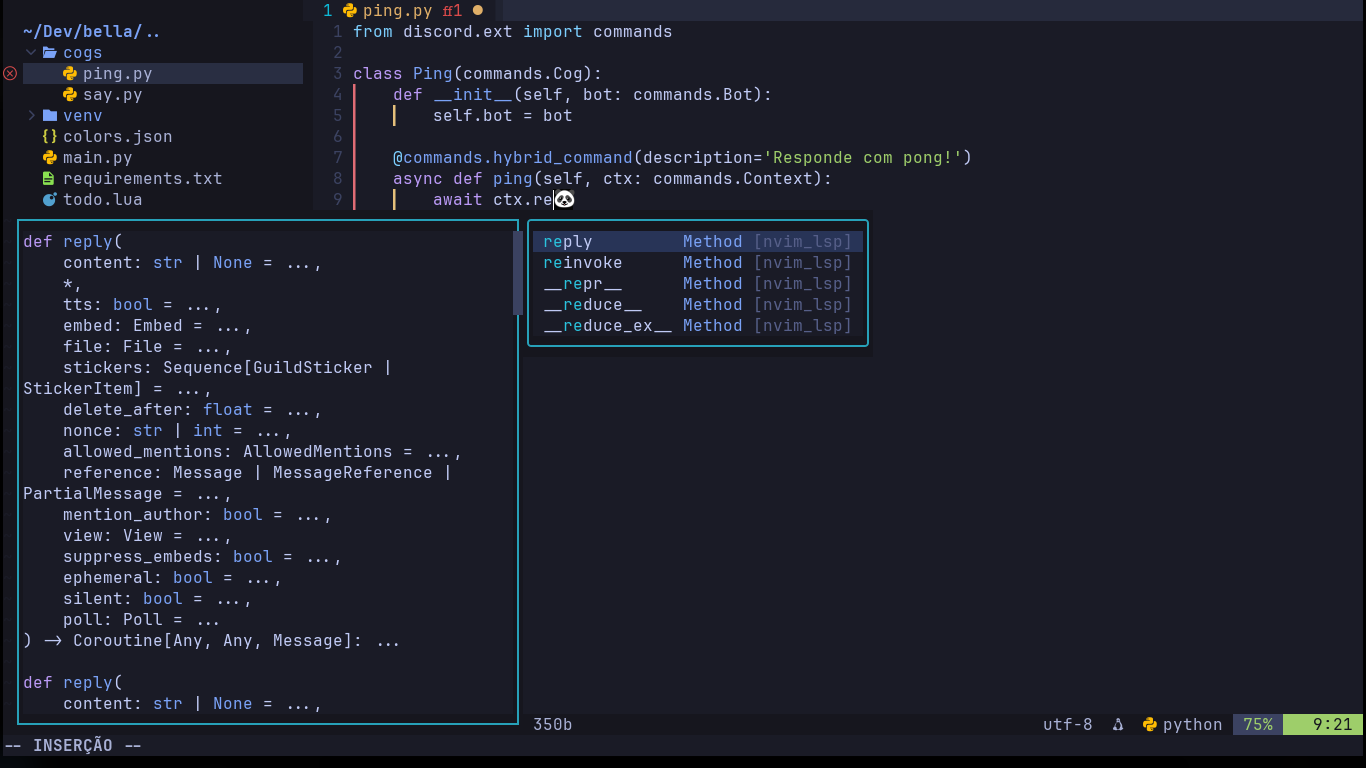 1 ping.py 1
~/Dev/bella/..
cogs
ping.py
say.py
venv
{} colors.json
main.py
requirements.txt
todo.lua
1 from discord.ext import commands
2
3 class Ping(commands.Cog):
4 def __init__(self, bot: commands.Bot):
5 self.bot = bot
6
7 @commands.hybrid_command(description='Responde com pong!')
8 async def ping(self, ctx: commands.Context):
9 await ctx.re
def reply(
content: str | None = ...,
*,
tts: bool = ...,
embed: Embed = ...,
file: File = ...,
stickers: Sequence[GuildSticker |
StickerItem] = ...,
delete_after: float = ...,
nonce: str | int = ...,
allowed_mentions: AllowedMentions = ...,
reference: Message | MessageReference |
PartialMessage = ...,
mention_author: bool = ...,
view: View = ...,
suppress_embeds: bool = ...,
ephemeral: bool = ...,
silent: bool = ...,
poll: Poll = ...
) -> Coroutine[Any, Any, Message]: ...
def reply(
content: str | None = ...,
reply Method [nvim_lsp]
reinvoke Method [nvim_lsp]
__repr__ Method [nvim_lsp]
__reduce__ Method [nvim_lsp]
__reduce_ex__ Method [nvim_lsp]
350b utf-8 python 75% 9:21
-- INSERÇÃO --